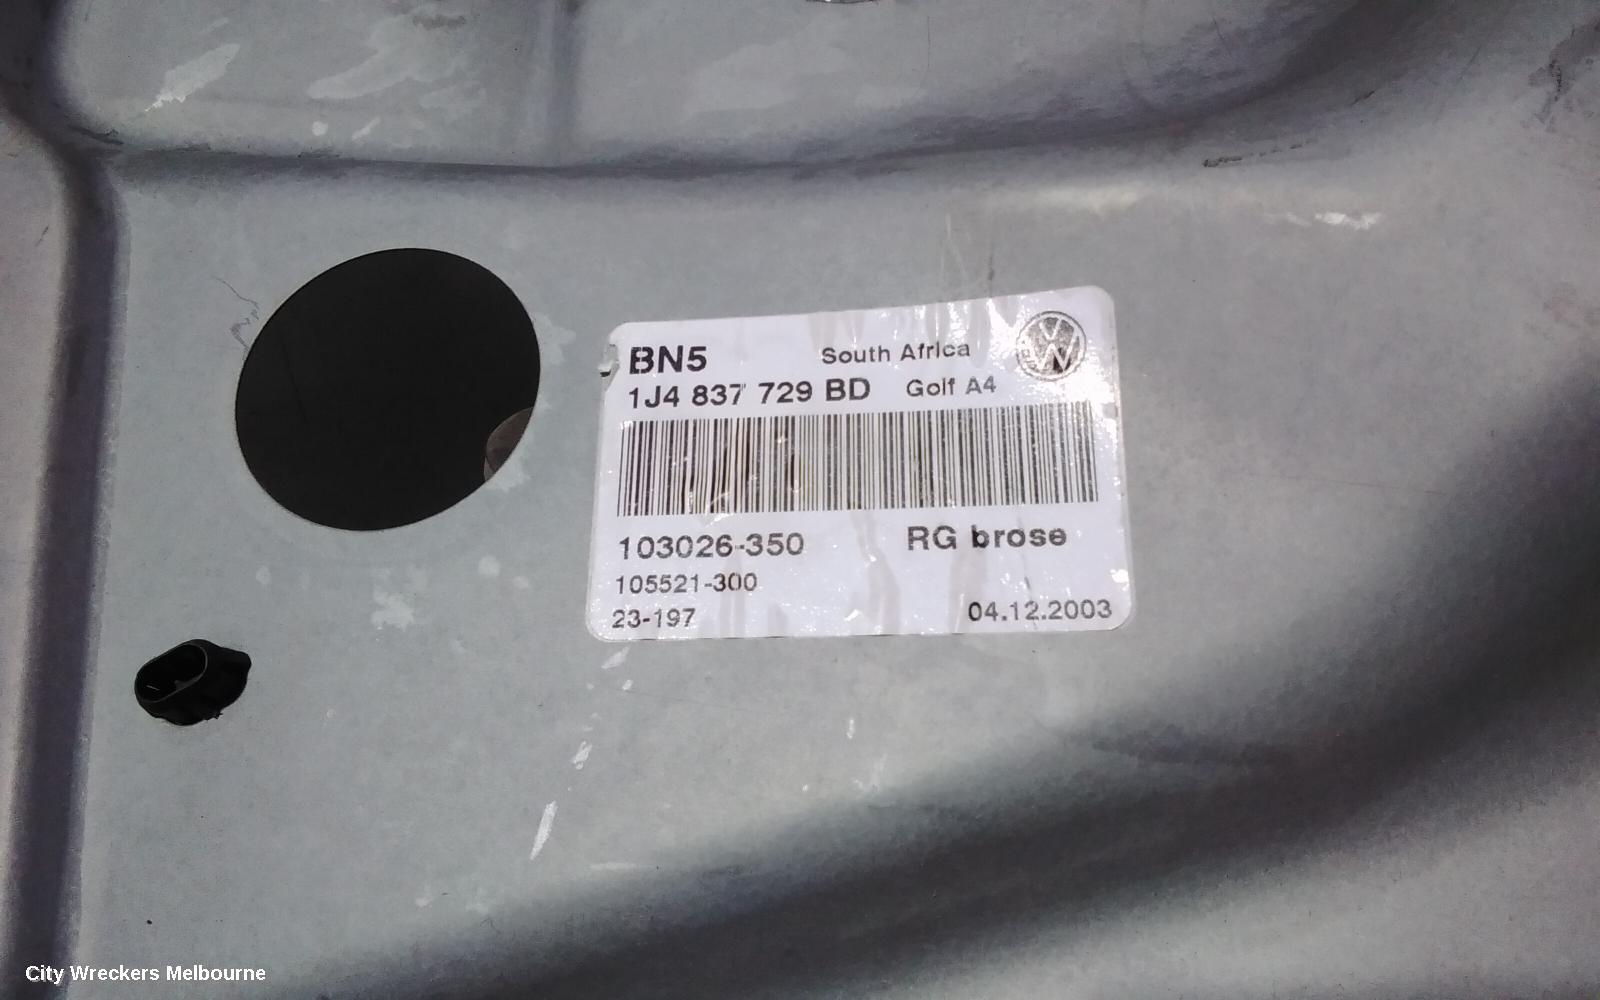 BN5 South Africa
1J4 837 729 BD Golf A4
103026-350 RG brose
105521-300
23-197 04.12.2003
City Wreckers Melbourne